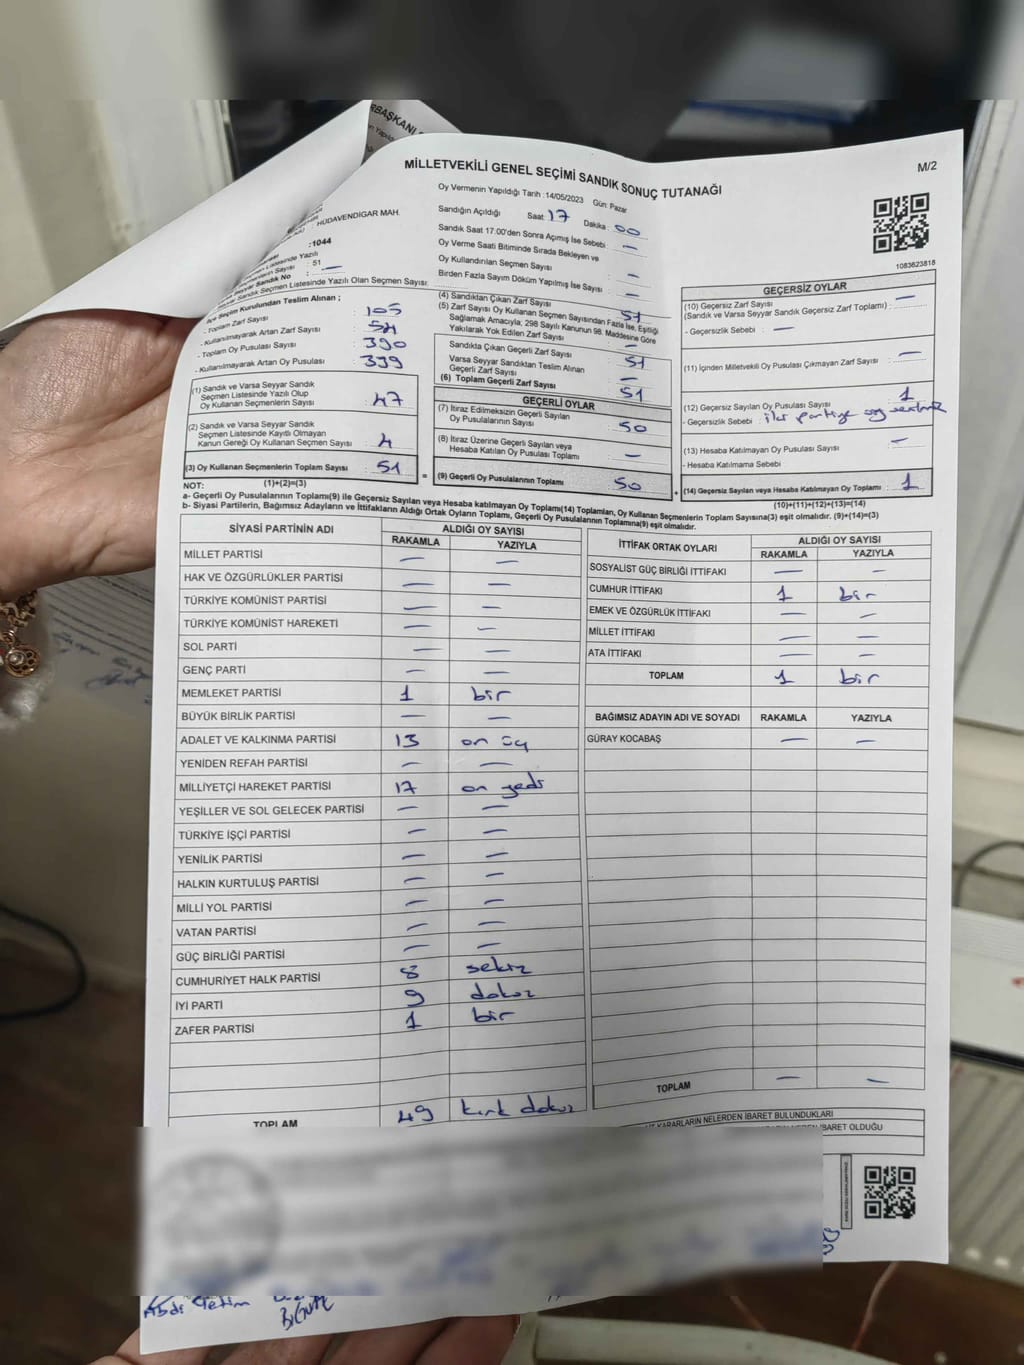 RBAŞKANI
MİLLETVEKİLİ GENEL SEÇİMİ SANDIK SONUÇ TUTANAĞI
M/2
Oy Vermenin Yapıldığı Tarih : 14/05/2023 Gün: Pazar
Sandığın Açıldığı Saat 17 Dakika : 00
Sandık Saat 17.00'den Sonra Açılmış İse Sebebi : —
Oy Verme Saati Bitiminde Sırada Bekleyen ve
Oy Kullandırılan Seçmen Sayısı —
Birden Fazla Sayım Döküm Yapılmış İse Sayısı : —
1083623818
: HÜDAVENDİGAR MAH.
:1044
Listesinde Yazılı
Sayısı : 51
Seyyar Sandık No : —
Seyyar Sandık Seçmen Listesinde Yazılı Olan Seçmen Sayısı:
Seçim Kurulundan Teslim Alınan ;
- Toplam Zarf Sayısı : 105
- Kullanılmayarak Artan Zarf Sayısı : 54
- Toplam Oy Pusulası Sayısı : 390
- Kullanılmayarak Artan Oy Pusulası : 339
(1) Sandık ve Varsa Seyyar Sandık
Seçmen Listesinde Yazılı Olup
Oy Kullanan Seçmenlerin Sayısı : 47
(2) Sandık ve Varsa Seyyar Sandık
Seçmen Listesinde Kayıtlı Olmayan
Kanun Gereği Oy Kullanan Seçmen Sayısı : 4
(3) Oy Kullanan Seçmenlerin Toplam Sayısı : 51
(1)+(2)=(3)
(4) Sandıktan Çıkan Zarf Sayısı : 51
(5) Zarf Sayısı Oy Kullanan Seçmen Sayısından Fazla İse, Eşitliği
Sağlamak Amacıyla, 298 Sayılı Kanunun 98. Maddesine Göre
Yakılarak Yok Edilen Zarf Sayısı : —
Sandıkta Çıkan Geçerli Zarf Sayısı : 51
Varsa Seyyar Sandıktan Teslim Alınan
Geçerli Zarf Sayısı : —
(6) Toplam Geçerli Zarf Sayısı : 51
GEÇERLİ OYLAR
(7) İtiraz Edilmeksizin Geçerli Sayılan
Oy Pusulalarının Sayısı : 50
(8) İtiraz Üzerine Geçerli Sayılan veya
Hesaba Katılan Oy Pusulası Toplamı : —
= (9) Geçerli Oy Pusulalarının Toplamı : 50
GEÇERSİZ OYLAR
(10) Geçersiz Zarf Sayısı : —
(Sandık ve Varsa Seyyar Sandık Geçersiz Zarf Toplamı)
- Geçersizlik Sebebi : —
(11) İçinden Milletvekili Oy Pusulası Çıkmayan Zarf Sayısı : —
(12) Geçersiz Sayılan Oy Pusulası Sayısı : 1
- Geçersizlik Sebebi : iki partiye oy
(13) Hesaba Katılmayan Oy Pusulası Sayısı : —
- Hesaba Katılmama Sebebi
+ (14) Geçersiz Sayılan veya Hesaba Katılmayan Oy Toplamı : 1
(10)+(11)+(12)+(13)=(14)
NOT:
a- Geçerli Oy Pusulalarının Toplamı(9) ile Geçersiz Sayılan veya Hesaba katılmayan Oy Toplamı(14) Toplamları, Oy Kullanan Seçmenlerin Toplam Sayısına(3) eşit olmalıdır. (9)+(14)=(3)
b- Siyasi Partilerin, Bağımsız Adayların ve İttifakların Aldığı Ortak Oyların Toplamı, Geçerli Oy Pusulalarının Toplamına(9) eşit olmalıdır.
SİYASİ PARTİNİN ADI ALDIĞI OY SAYISI
RAKAMLA YAZIYLA
MİLLET PARTİSİ — —
HAK VE ÖZGÜRLÜKLER PARTİSİ — —
TÜRKİYE KOMÜNİST PARTİSİ — —
TÜRKİYE KOMÜNİST HAREKETİ — —
SOL PARTİ — —
GENÇ PARTİ — —
MEMLEKET PARTİSİ 1 bir
BÜYÜK BİRLİK PARTİSİ — —
ADALET VE KALKINMA PARTİSİ 13 on üç
YENİDEN REFAH PARTİSİ — —
MİLLİYETÇİ HAREKET PARTİSİ 17 on yedi
YEŞİLLER VE SOL GELECEK PARTİSİ — —
TÜRKİYE İŞÇİ PARTİSİ — —
YENİLİK PARTİSİ — —
HALKIN KURTULUŞ PARTİSİ — —
MİLLİ YOL PARTİSİ — —
VATAN PARTİSİ — —
GÜÇ BİRLİĞİ PARTİSİ — —
CUMHURİYET HALK PARTİSİ 8 sekiz
İYİ PARTİ 9 dokuz
ZAFER PARTİSİ 1 bir
TOPLAM 49 kırk dokuz
İTTİFAK ORTAK OYLARI ALDIĞI OY SAYISI
RAKAMLA YAZIYLA
SOSYALİST GÜÇ BİRLİĞİ İTTİFAKI — —
CUMHUR İTTİFAKI 1 bir
EMEK VE ÖZGÜRLÜK İTTİFAKI — —
MİLLET İTTİFAKI — —
ATA İTTİFAKI — —
TOPLAM 1 bir
BAĞIMSIZ ADAYIN ADI VE SOYADI RAKAMLA YAZIYLA
GÜRAY KOCABAŞ — —
TOPLAM — —
KARARLARIN NELERDEN İBARET BULUNDUKLARI
İBARET OLDUĞU